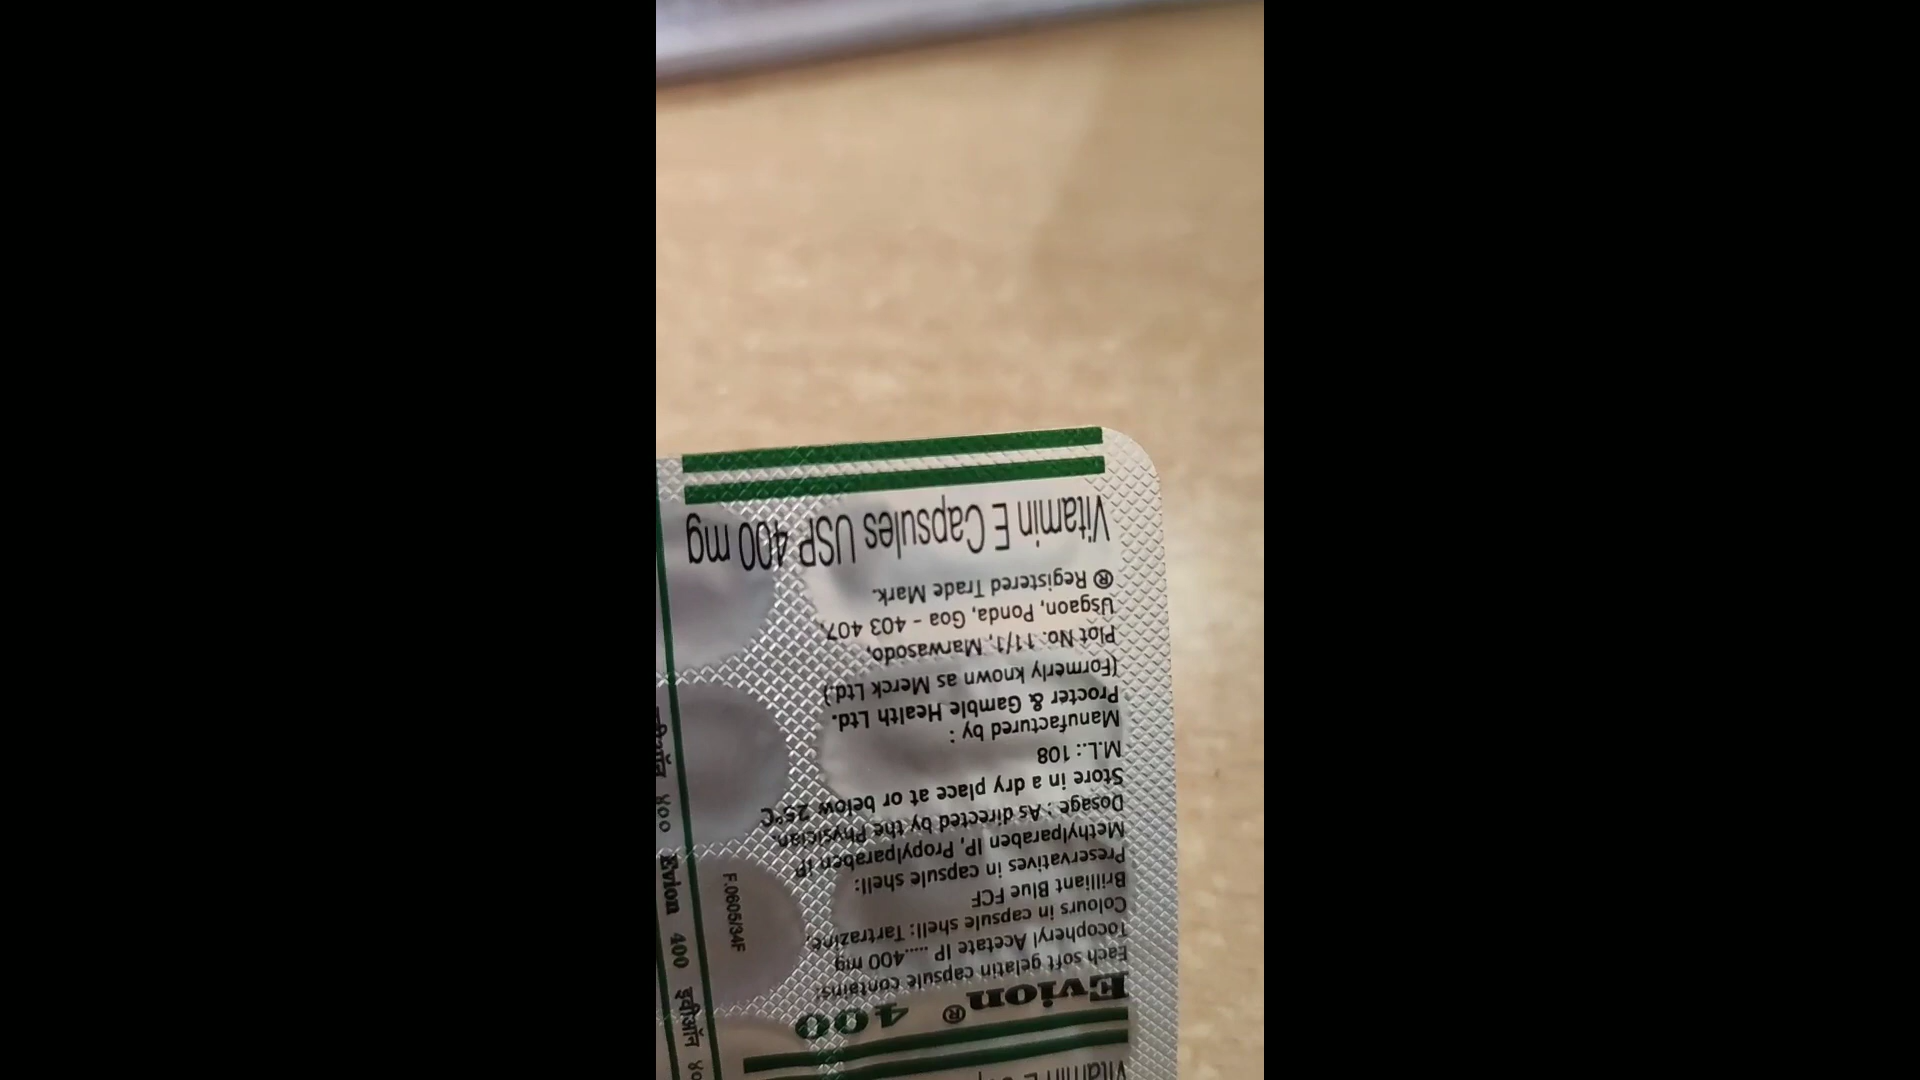 Evion® 400
Each soft gelatin capsule contains:
Tocopheryl Acetate IP .....400 mg
Colours in capsule shell: Tartrazine,
Brilliant Blue FCF
Preservatives in capsule shell:
Methylparaben IP, Propylparaben IP
Dosage : As directed by the Physician.
Store in a dry place at or below 25°C
M.L.: 108
Manufactured by :
Procter & Gamble Health Ltd.
(Formerly known as Merck Ltd.)
Plot No. 11/1, Marwasodo,
Usgaon, Ponda, Goa - 403 407.
® Registered Trade Mark.
Vitamin E Capsules USP 400 mg
F.0605/34F
४०० Evion 400 इवीऑन
Vitamin E